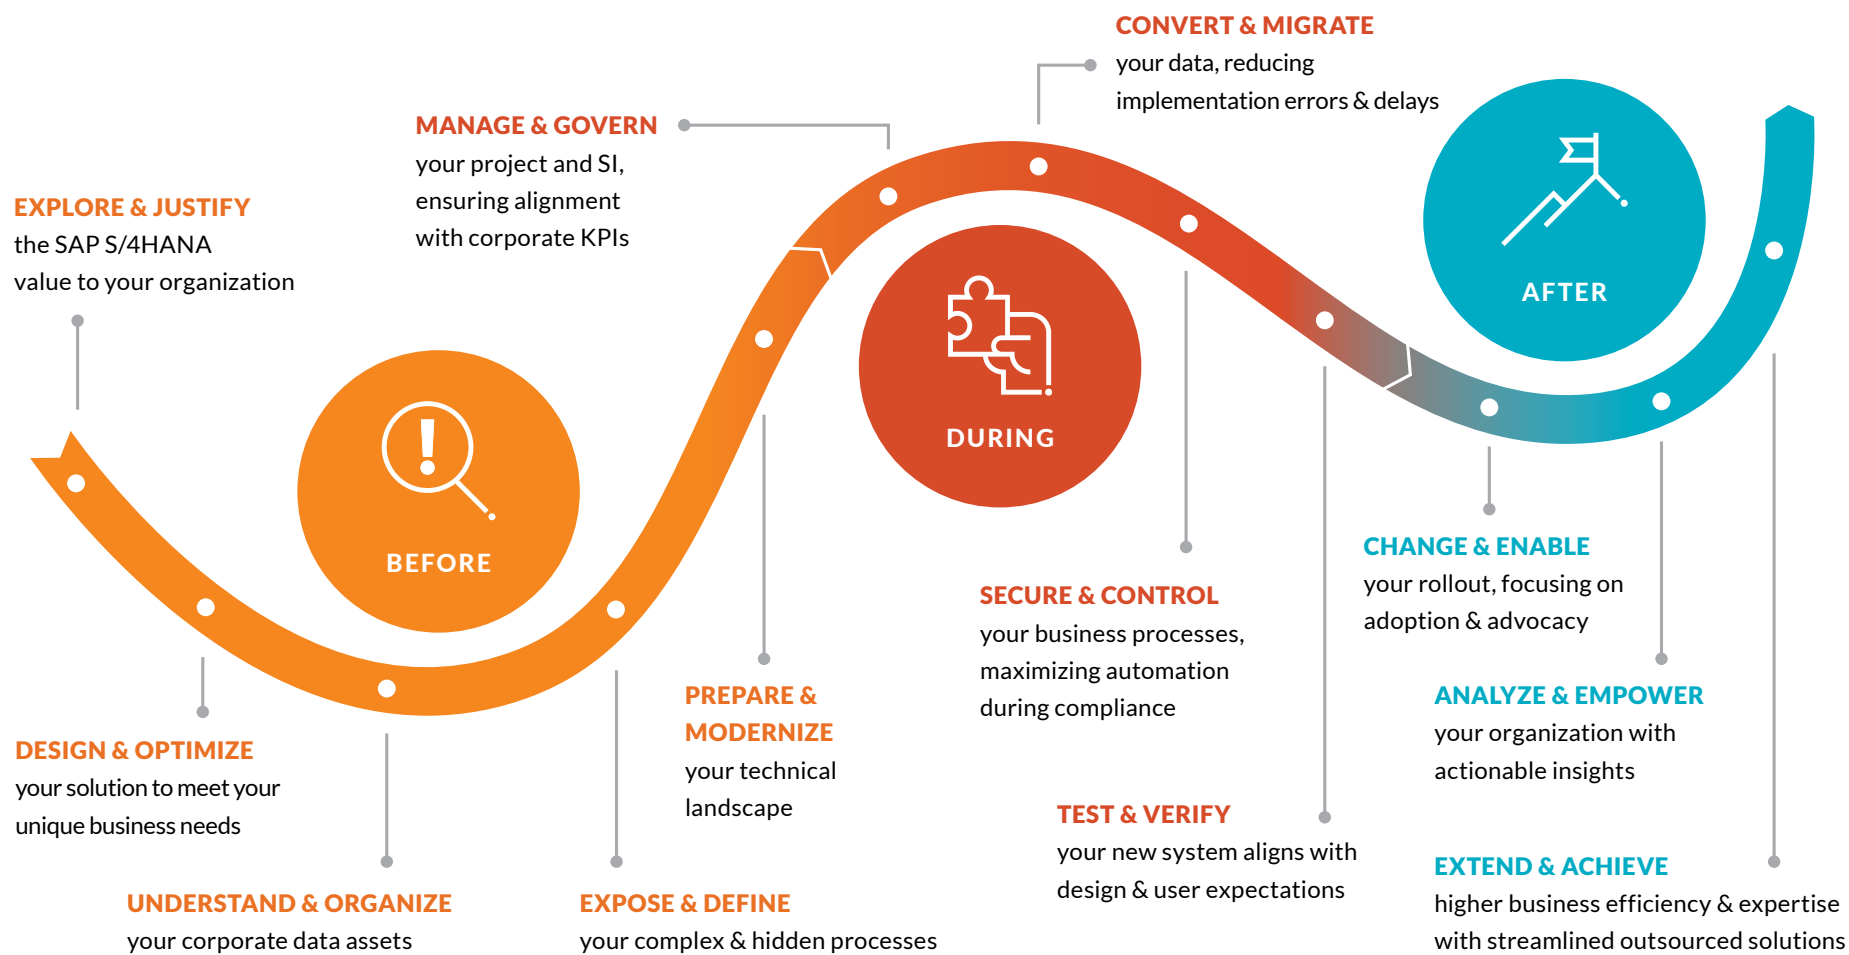 EXPLORE & JUSTIFY
the SAP S/4HANA
value to your organization
DESIGN & OPTIMIZE
your solution to meet your
unique business needs
UNDERSTAND & ORGANIZE
your corporate data assets
BEFORE
EXPOSE & DEFINE
your complex & hidden processes
PREPARE &
MODERNIZE
your technical
landscape
MANAGE & GOVERN
your project and SI,
ensuring alignment
with corporate KPIs
CONVERT & MIGRATE
your data, reducing
implementation errors & delays
DURING
SECURE & CONTROL
your business processes,
maximizing automation
during compliance
TEST & VERIFY
your new system aligns with
design & user expectations
AFTER
CHANGE & ENABLE
your rollout, focusing on
adoption & advocacy
ANALYZE & EMPOWER
your organization with
actionable insights
EXTEND & ACHIEVE
higher business efficiency & expertise
with streamlined outsourced solutions